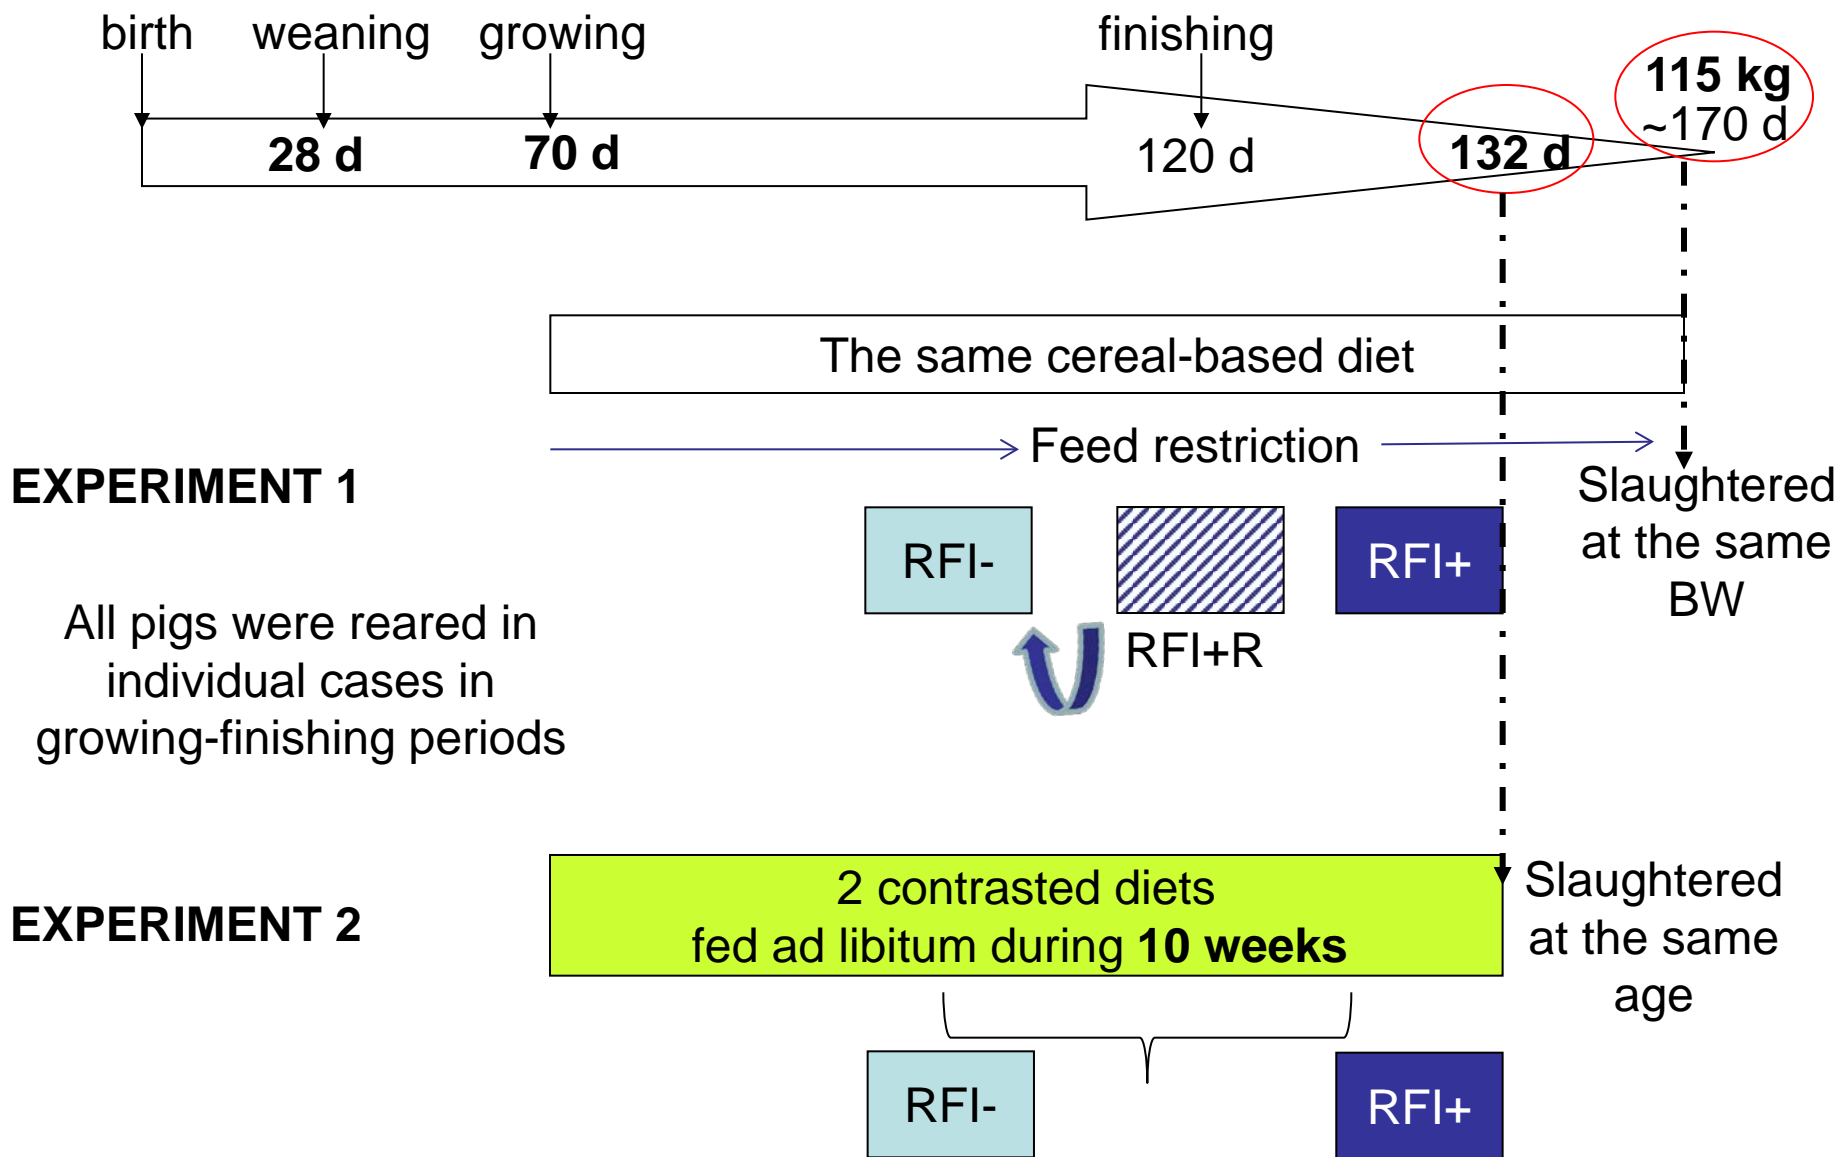 birth weaning growing finishing
115 kg
~170 d
28 d 70 d 120 d 132 d
The same cereal-based diet
Feed restriction
EXPERIMENT 1
Slaughtered
at the same
BW
RFI- RFI+
RFI+R
All pigs were reared in
individual cases in
growing-finishing periods
2 contrasted diets
fed ad libitum during 10 weeks
EXPERIMENT 2
Slaughtered
at the same
age
RFI- RFI+